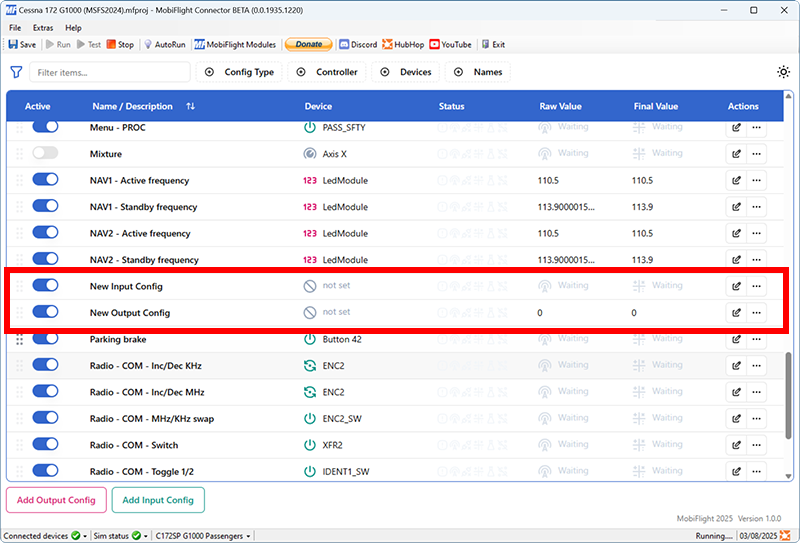 MF Cessna 172 G1000 (MSFS2024).mfproj - MobiFlight Connector BETA (0.0.1935.1220)
File Extras Help
Save Run Test Stop AutoRun MF MobiFlight Modules Donate Discord HubHop YouTube Exit
Filter items... Config Type Controller Devices Names
Active Name / Description Device Status Raw Value Final Value Actions
Menu - PROC PASS_SFTY Waiting Waiting
Mixture Axis X Waiting Waiting
NAV1 - Active frequency 123 LedModule 110.5 110.5
NAV1 - Standby frequency 123 LedModule 113.9000015... 113.9
NAV2 - Active frequency 123 LedModule 110.5 110.5
NAV2 - Standby frequency 123 LedModule 113.9000015... 113.9
New Input Config not set Waiting Waiting
New Output Config not set 0 0
Parking brake Button 42 Waiting Waiting
Radio - COM - Inc/Dec KHz ENC2 Waiting Waiting
Radio - COM - Inc/Dec MHz ENC2 Waiting Waiting
Radio - COM - MHz/KHz swap ENC2_SW Waiting Waiting
Radio - COM - Switch XFR2 Waiting Waiting
Radio - COM - Toggle 1/2 IDENT1_SW Waiting Waiting
Add Output Config Add Input Config
MobiFlight 2025 Version 1.0.0
Connected devices Sim status C172SP G1000 Passengers Running.... 03/08/2025